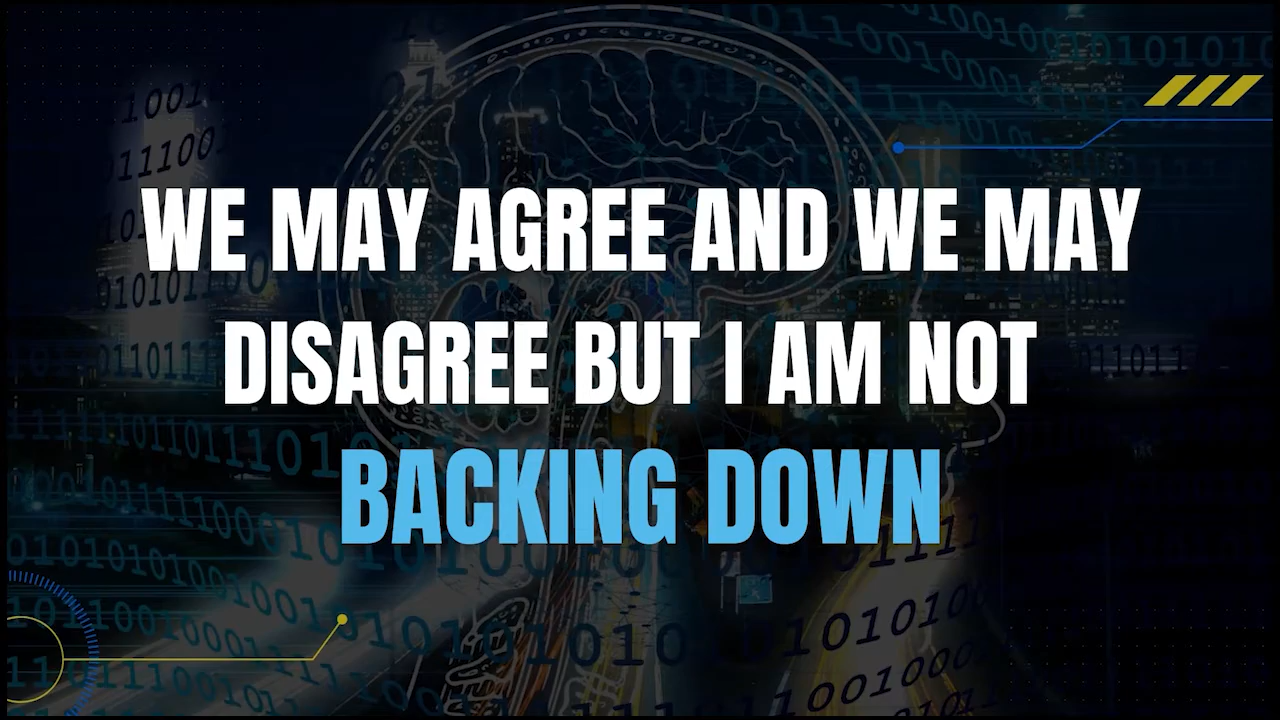 WE MAY AGREE AND WE MAY
DISAGREE BUT I AM NOT
BACKING DOWN